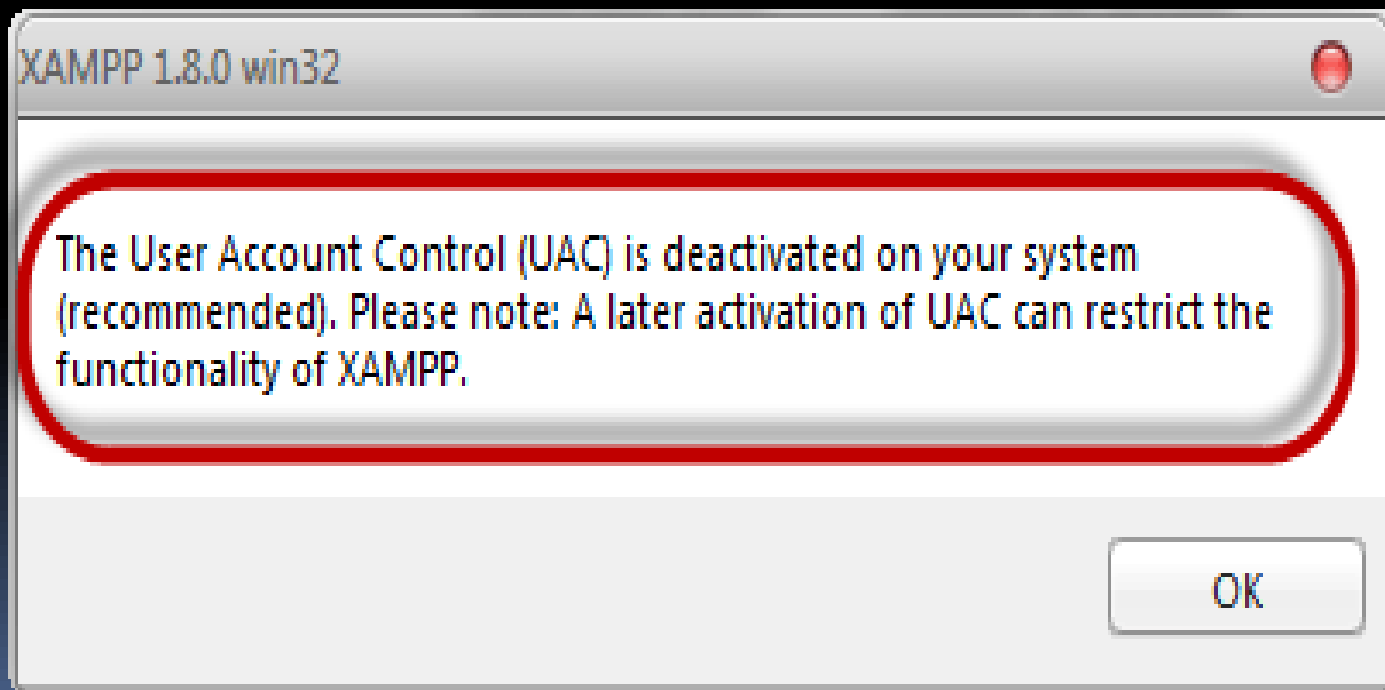 XAMPP 1.8.0 win32
The User Account Control (UAC) is deactivated on your system
(recommended). Please note: A later activation of UAC can restrict the
functionality of XAMPP.
OK